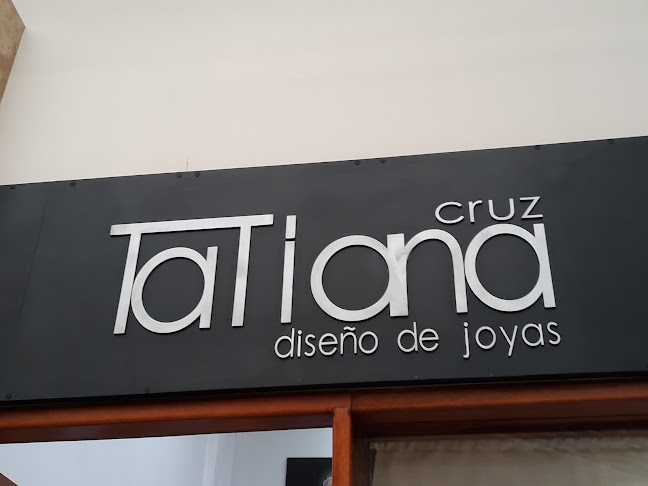 TaTiana
cruz
diseño de joyas